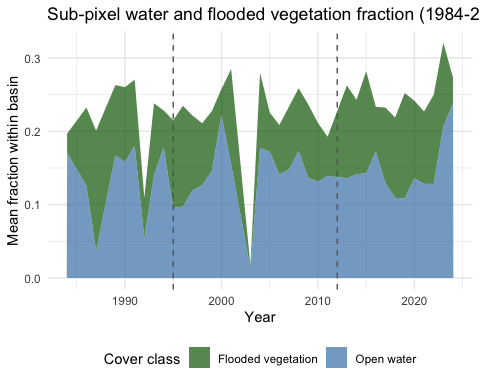 Sub-pixel water and flooded vegetation fraction (1984-2
0.3
0.2
0.1
0.0
Mean fraction within basin
1990 2000 2010 2020
Year
Cover class Flooded vegetation Open water